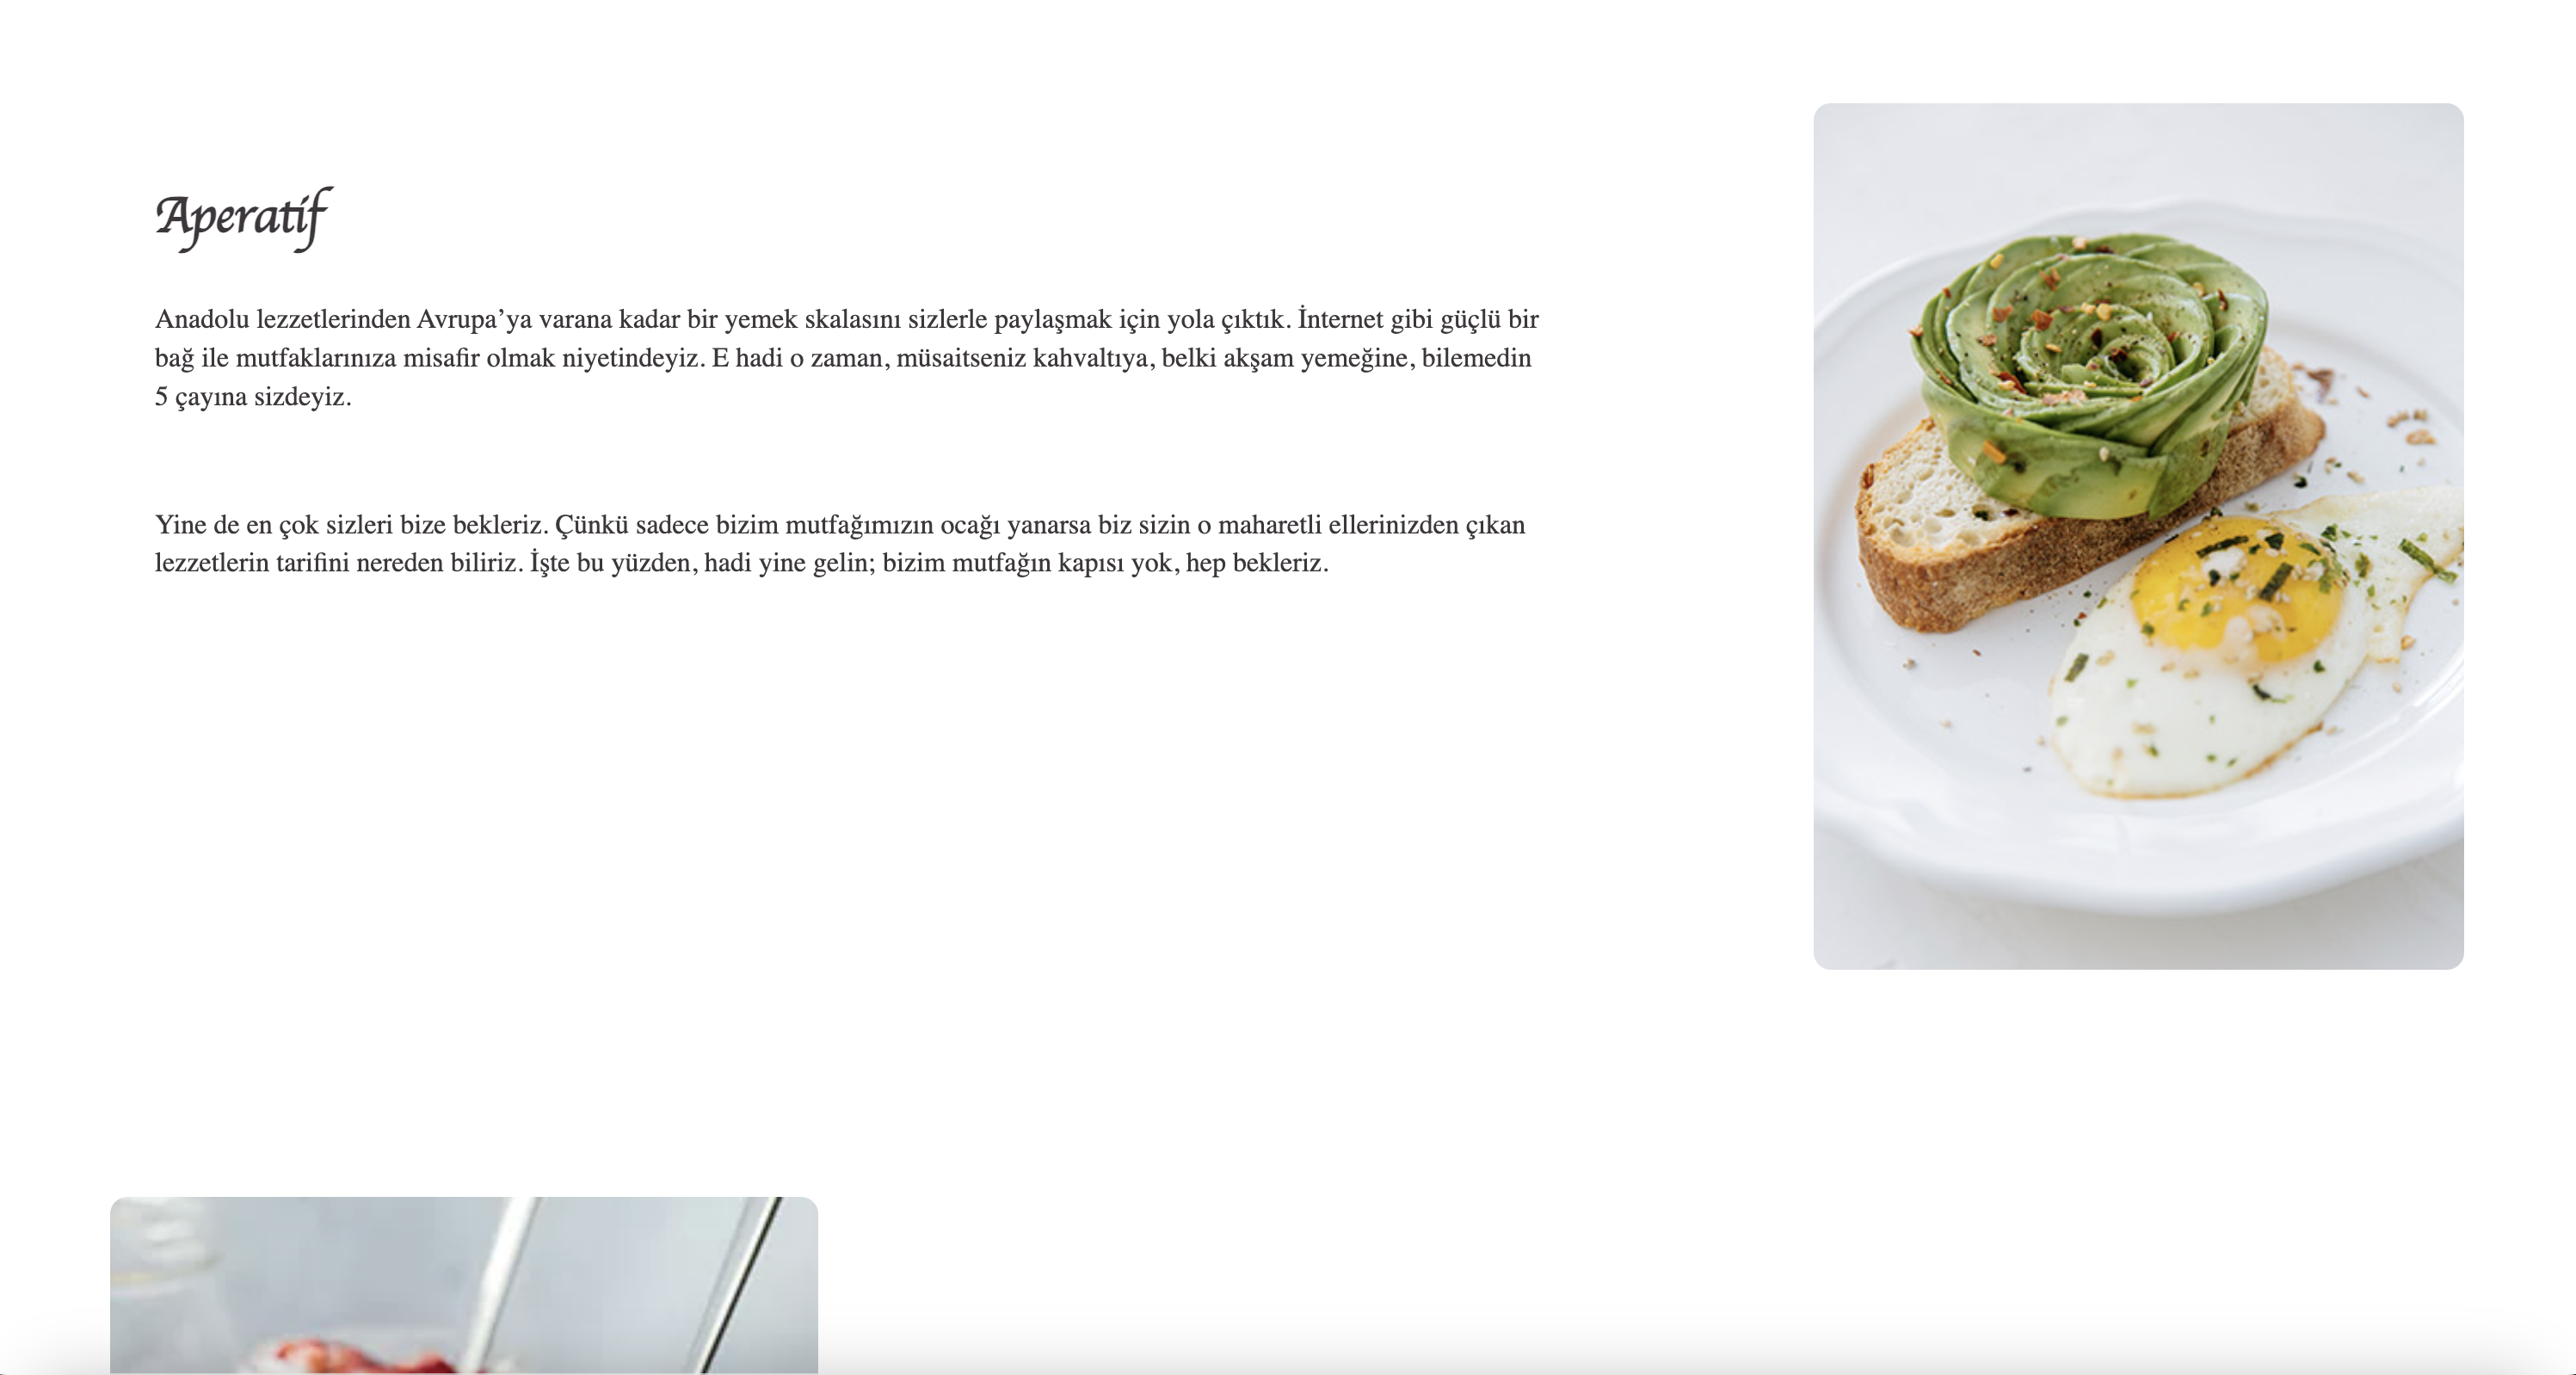 Aperatif
Anadolu lezzetlerinden Avrupa’ya varana kadar bir yemek skalasını sizlerle paylaşmak için yola çıktık. İnternet gibi güçlü bir
bağ ile mutfaklarınıza misafir olmak niyetindeyiz. E hadi o zaman, müsaitseniz kahvaltıya, belki akşam yemeğine, bilemedin
5 çayına sizdeyiz.
Yine de en çok sizleri bize bekleriz. Çünkü sadece bizim mutfağımızın ocağı yanarsa biz sizin o maharetli ellerinizden çıkan
lezzetlerin tarifini nereden biliriz. İşte bu yüzden, hadi yine gelin; bizim mutfağın kapısı yok, hep bekleriz.